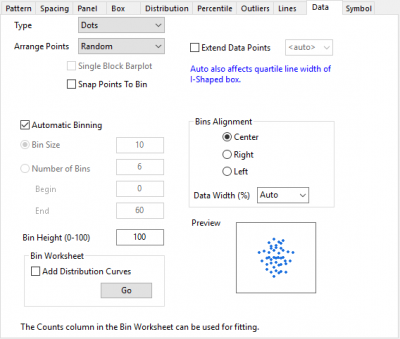 Pattern Spacing Panel Box Distribution Percentile Outliers Lines Data Symbol
Type Dots
Arrange Points Random
Extend Data Points <auto>
Single Block Barplot
Auto also affects quartile line width of
I-Shaped box.
Snap Points To Bin
Automatic Binning
Bin Size 10
Number of Bins 6
Begin 0
End 60
Bin Height (0-100) 100
Bins Alignment
Center
Right
Left
Data Width (%) Auto
Preview
Bin Worksheet
Add Distribution Curves
Go
The Counts column in the Bin Worksheet can be used for fitting.